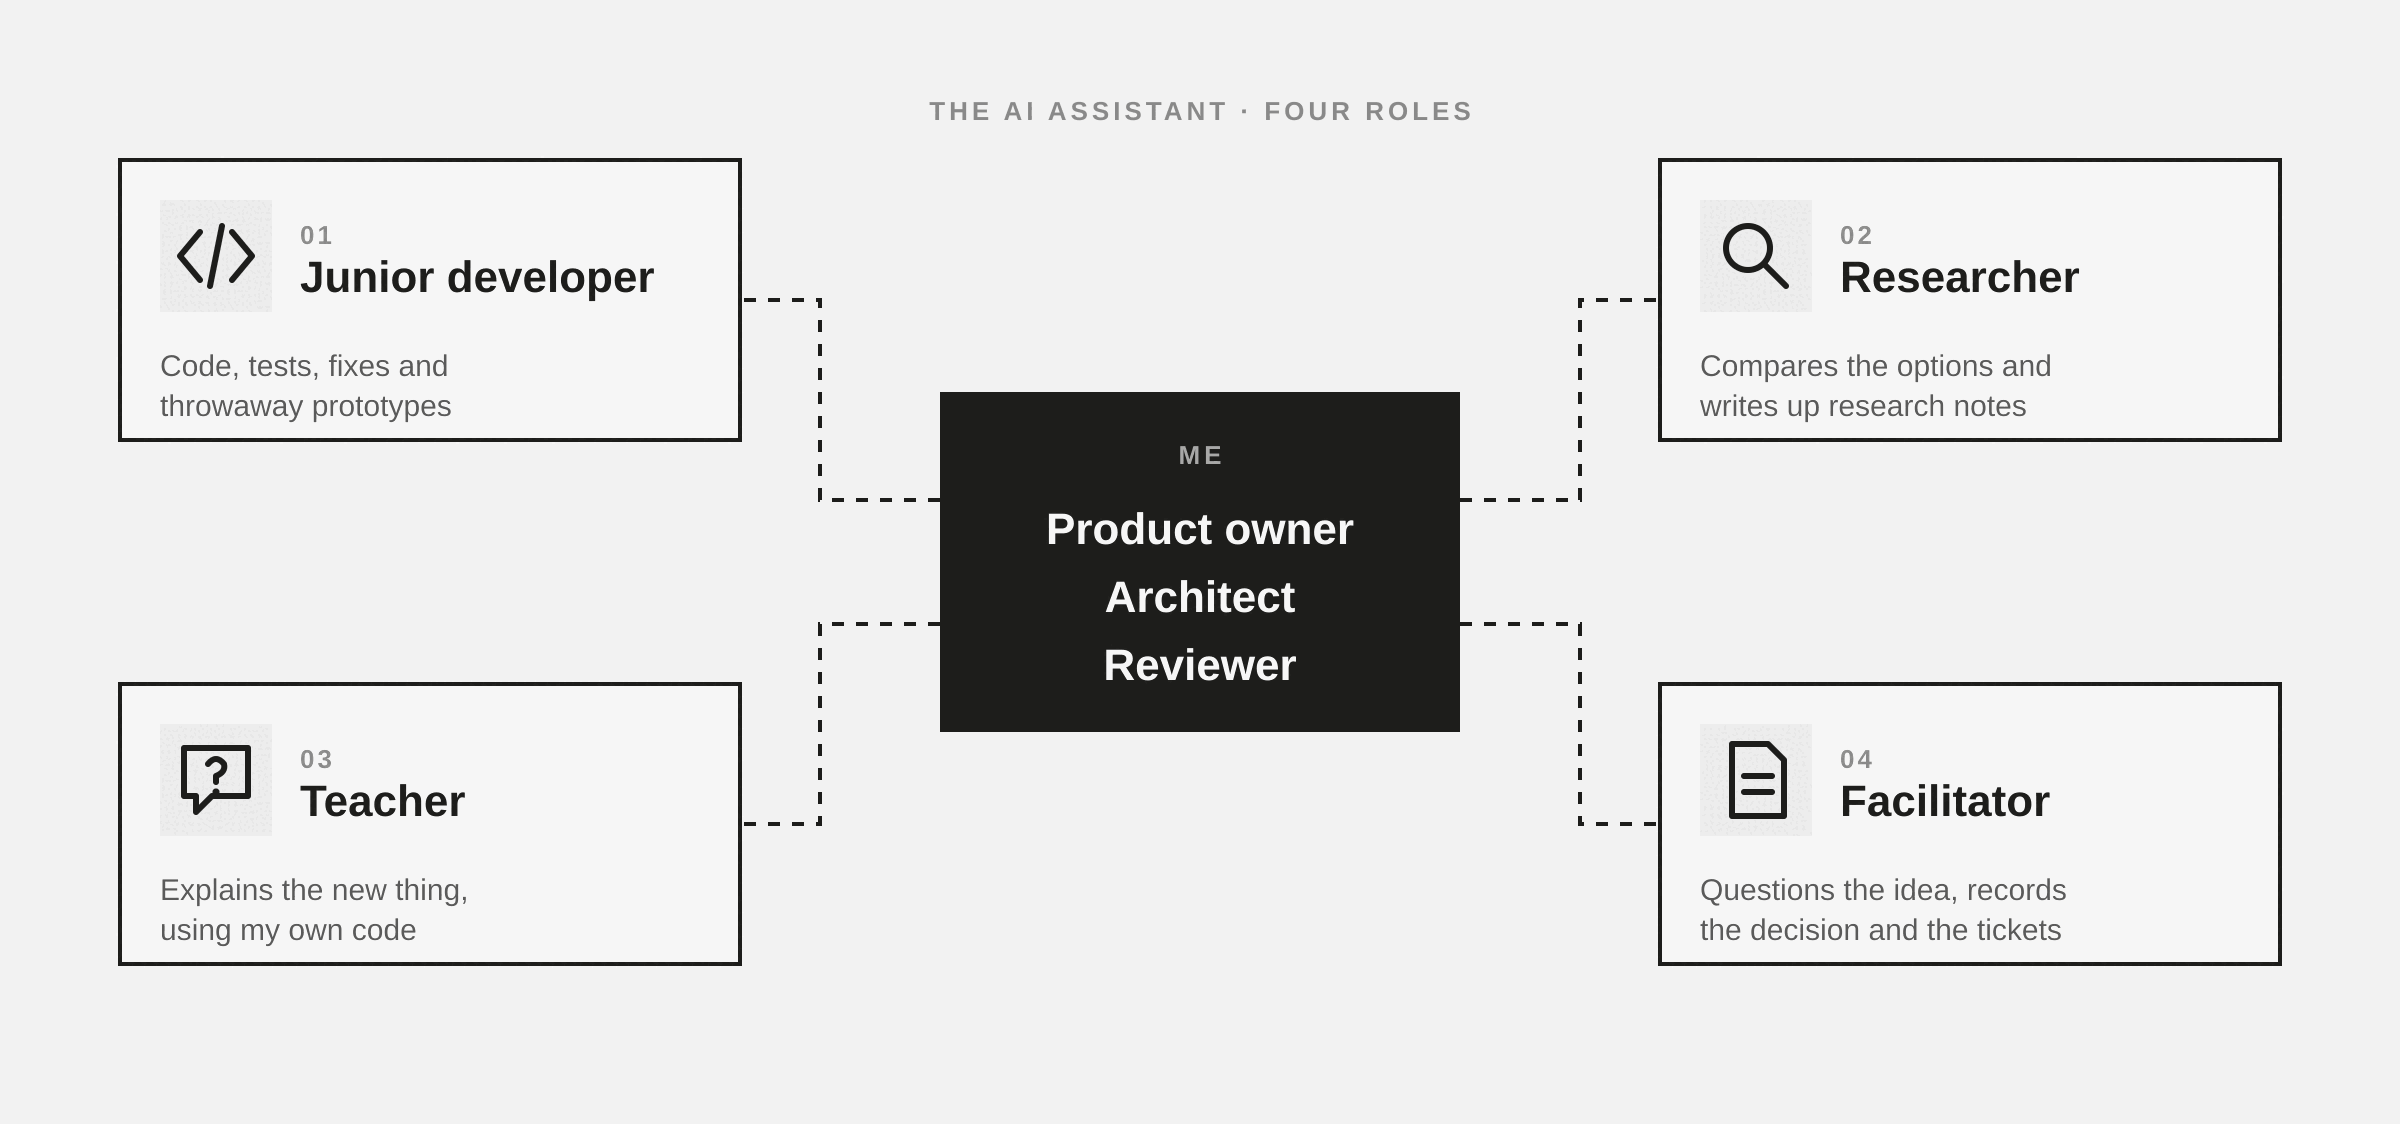 THE AI ASSISTANT · FOUR ROLES
01
Junior developer
Code, tests, fixes and
throwaway prototypes
02
Researcher
Compares the options and
writes up research notes
ME
Product owner
Architect
Reviewer
03
Teacher
Explains the new thing,
using my own code
04
Facilitator
Questions the idea, records
the decision and the tickets